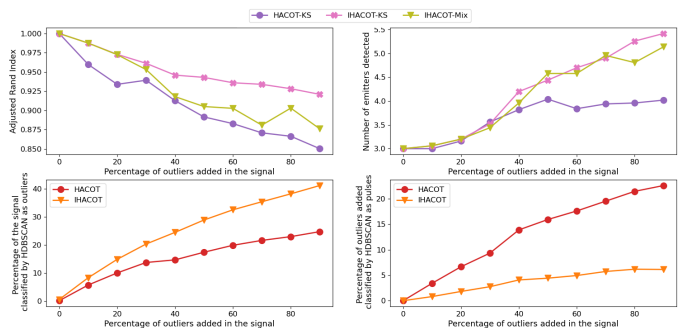 HACOT-KS IHACOT-KS IHACOT-Mix
Adjusted Rand Index
1.000
0.975
0.950
0.925
0.900
0.875
0.850
0 20 40 60 80
Percentage of outliers added in the signal
Number of emitters detected
5.5
5.0
4.5
4.0
3.5
3.0
0 20 40 60 80
Percentage of outliers added in the signal
Percentage of the signal
classified by HDBSCAN as outliers
40
30
20
10
0
HACOT
IHACOT
0 20 40 60 80
Percentage of outliers added in the signal
Percentage of outliers added
classified by HDBSCAN as pulses
20
15
10
5
0
HACOT
IHACOT
0 20 40 60 80
Percentage of outliers added in the signal